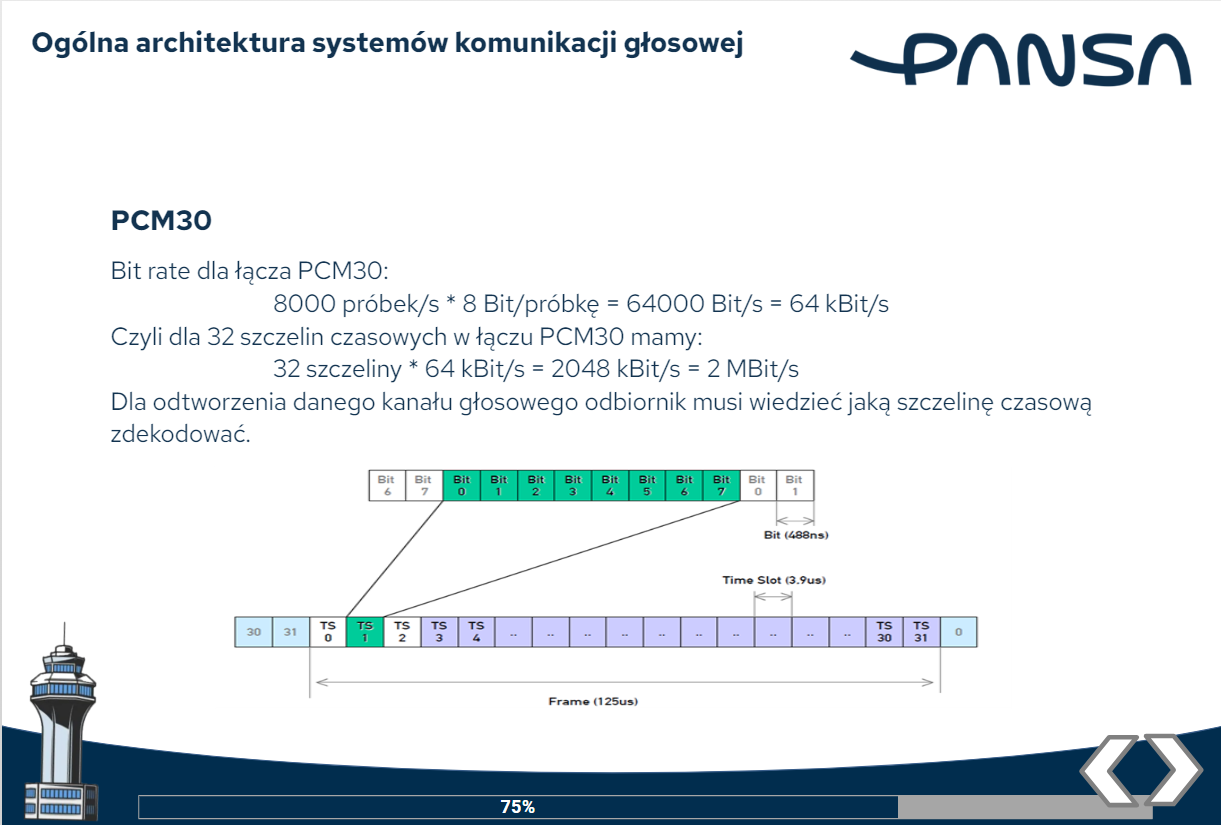 Ogólna architektura systemów komunikacji głosowej
PANSA
PCM30
Bit rate dla łącza PCM30:
8000 próbek/s * 8 Bit/próbkę = 64000 Bit/s = 64 kBit/s
Czyli dla 32 szczelin czasowych w łączu PCM30 mamy:
32 szczeliny * 64 kBit/s = 2048 kBit/s = 2 MBit/s
Dla odtworzenia danego kanału głosowego odbiornik musi wiedzieć jaką szczelinę czasową
zdekodować.
Bit 6 Bit 7 Bit 0 Bit 1 Bit 2 Bit 3 Bit 4 Bit 5 Bit 6 Bit 7 Bit 0 Bit 1
Bit (488ns)
Time Slot (3.9us)
30 31 TS 0 TS 1 TS 2 TS 3 TS 4 .. .. .. .. .. .. .. .. .. .. TS 30 TS 31 0
Frame (125us)
75%